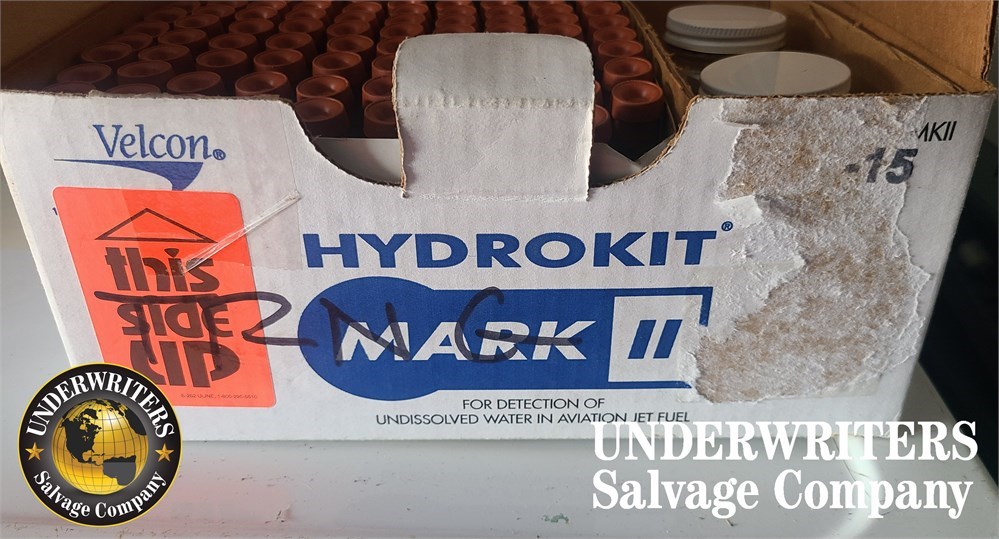 Velcon®
MKII
-15
this
SIDE
UP
HYDROKIT®
TRNG
MARK II
FOR DETECTION OF
UNDISSOLVED WATER IN AVIATION JET FUEL
UNDERWRITERS
Salvage Company
UNDERWRITERS
Salvage Company